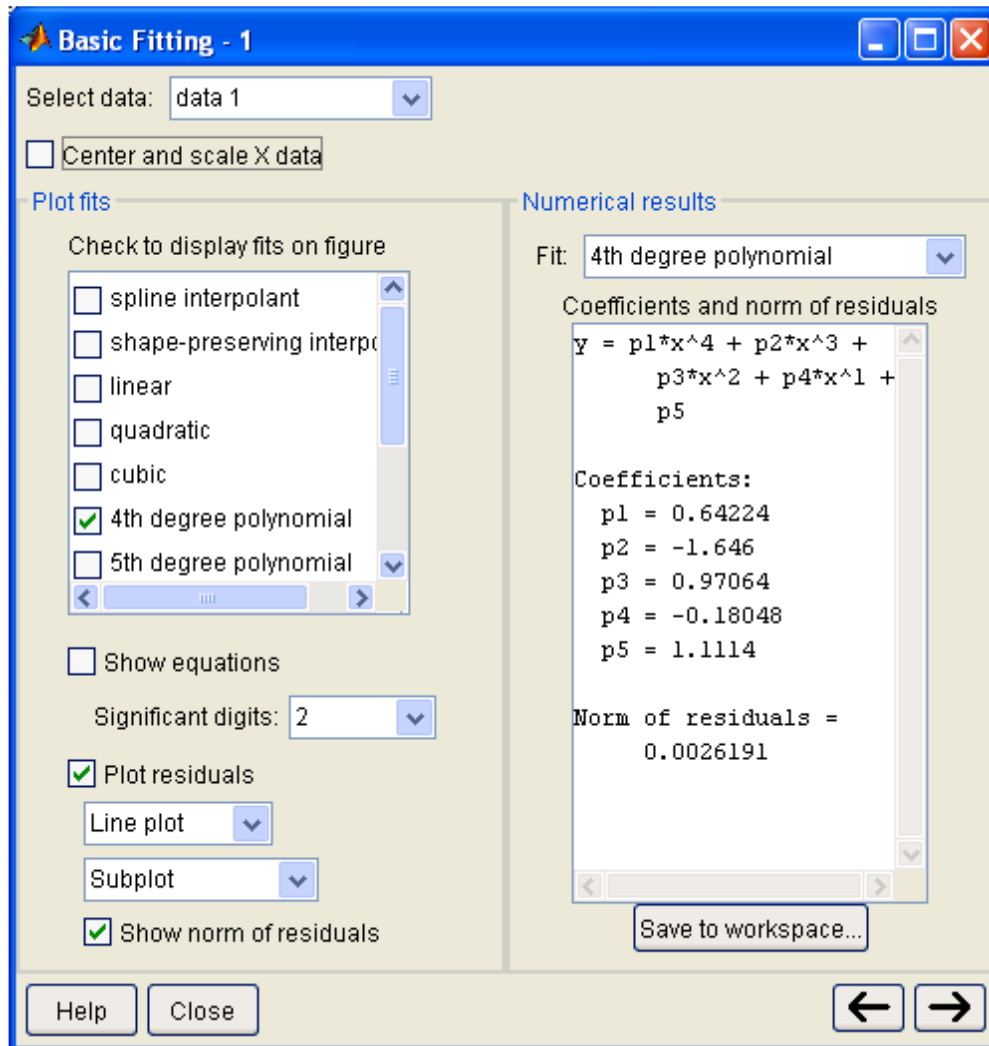 Basic Fitting - 1
Select data: data 1
Center and scale X data
Plot fits
Check to display fits on figure
spline interpolant
shape-preserving interpo
linear
quadratic
cubic
4th degree polynomial
5th degree polynomial
Show equations
Significant digits: 2
Plot residuals
Line plot
Subplot
Show norm of residuals
Numerical results
Fit: 4th degree polynomial
Coefficients and norm of residuals
y = p1*x^4 + p2*x^3 +
p3*x^2 + p4*x^1 +
p5
Coefficients:
p1 = 0.64224
p2 = -1.646
p3 = 0.97064
p4 = -0.18048
p5 = 1.1114
Norm of residuals =
0.0026191
Save to workspace...
Help
Close